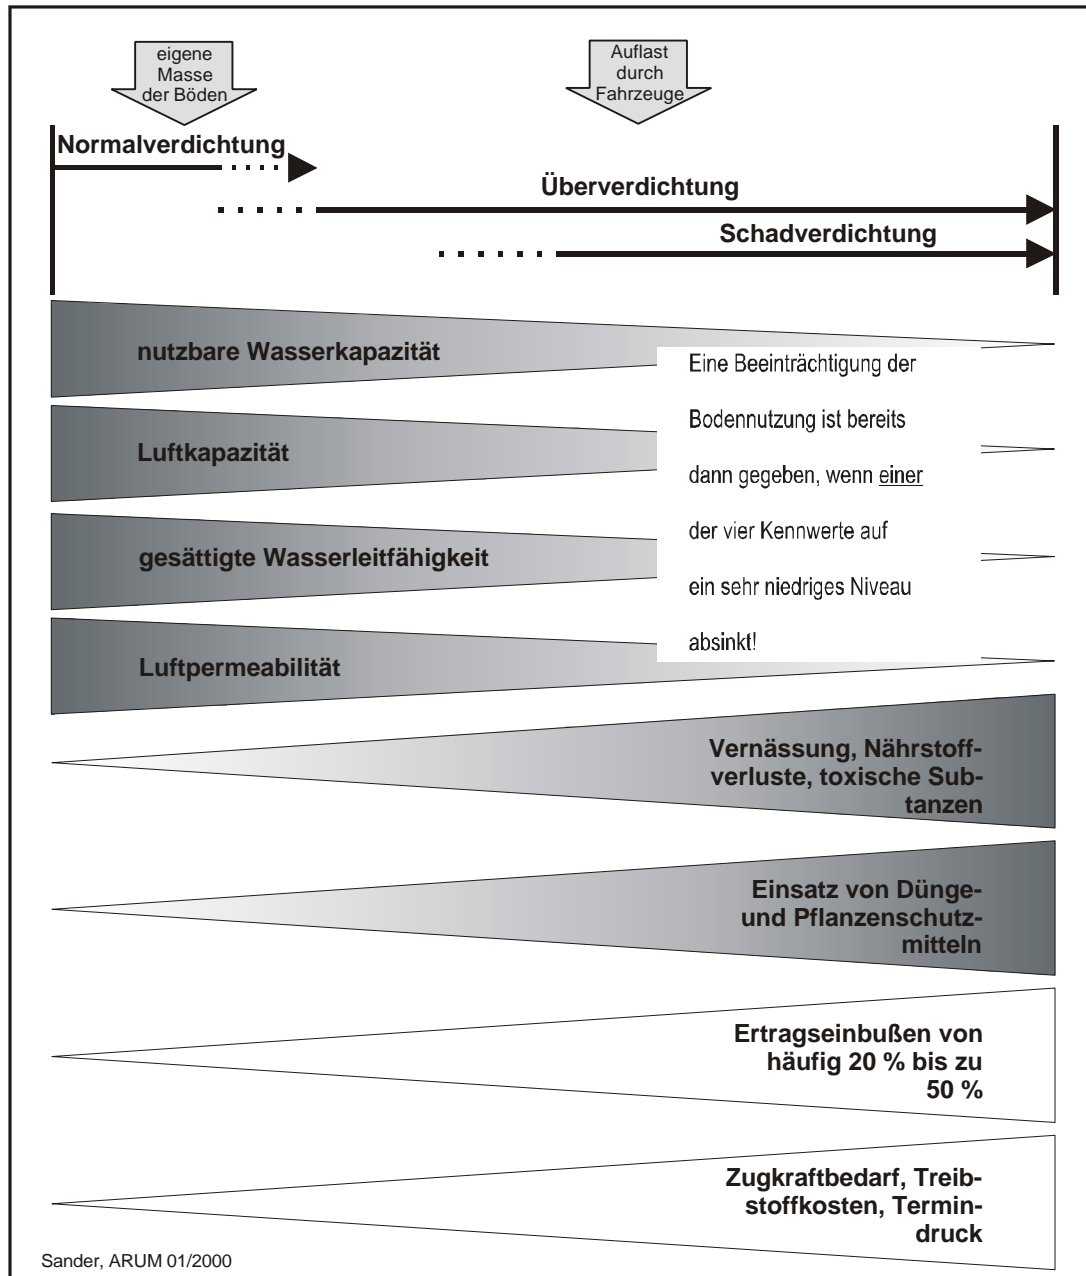 eigene
Masse
der Böden
Auflast
durch
Fahrzeuge
Normalverdichtung
Überverdichtung
Schadverdichtung
nutzbare Wasserkapazität
Luftkapazität
gesättigte Wasserleitfähigkeit
Luftpermeabilität
Eine Beeinträchtigung der
Bodennutzung ist bereits
dann gegeben, wenn einer
der vier Kennwerte auf
ein sehr niedriges Niveau
absinkt!
Vernässung, Nährstoff-
verluste, toxische Sub-
tanzen
Einsatz von Dünge-
und Pflanzenschutz-
mitteln
Ertragseinbußen von
häufig 20 % bis zu
50 %
Zugkraftbedarf, Treib-
stoffkosten, Termin-
druck
Sander, ARUM 01/2000